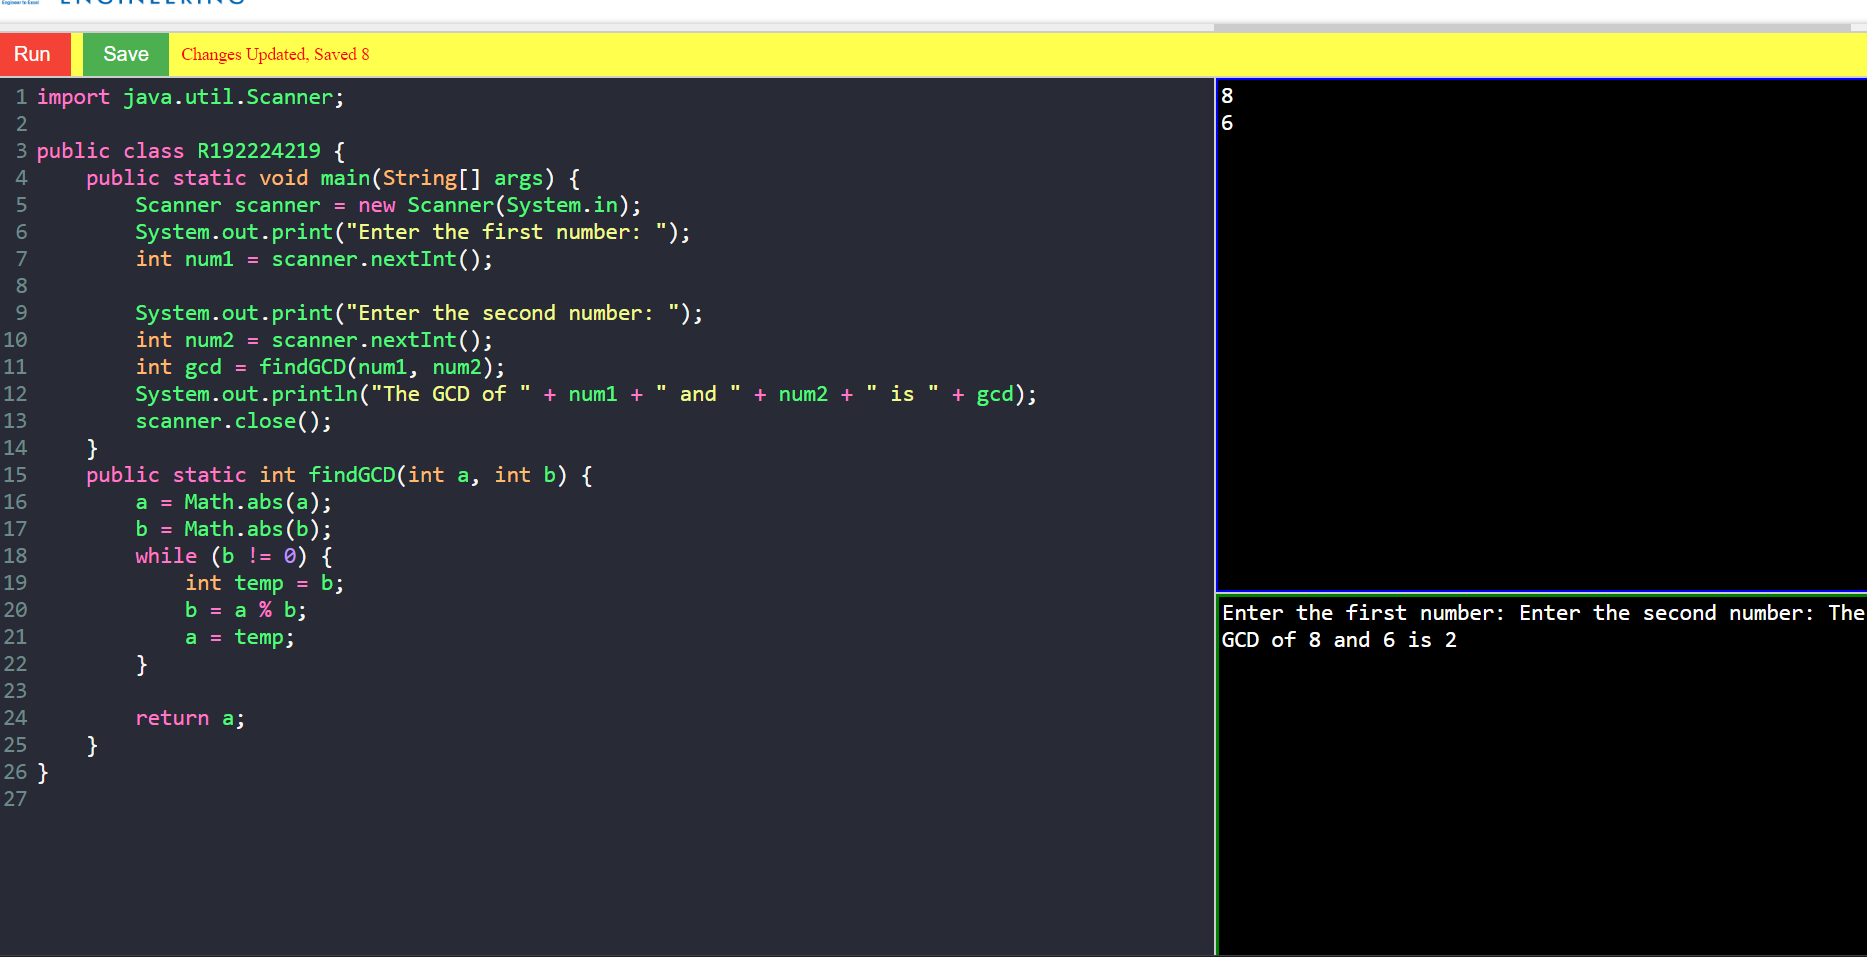 Engineer to Excel
ENGINEERING
Run Save Changes Updated, Saved 8
1 import java.util.Scanner;
2
3 public class R192224219 {
4     public static void main(String[] args) {
5         Scanner scanner = new Scanner(System.in);
6         System.out.print("Enter the first number: ");
7         int num1 = scanner.nextInt();
8
9         System.out.print("Enter the second number: ");
10         int num2 = scanner.nextInt();
11         int gcd = findGCD(num1, num2);
12         System.out.println("The GCD of " + num1 + " and " + num2 + " is " + gcd);
13         scanner.close();
14     }
15     public static int findGCD(int a, int b) {
16         a = Math.abs(a);
17         b = Math.abs(b);
18         while (b != 0) {
19             int temp = b;
20             b = a % b;
21             a = temp;
22         }
23
24         return a;
25     }
26 }
27
8
6
Enter the first number: Enter the second number: The
GCD of 8 and 6 is 2